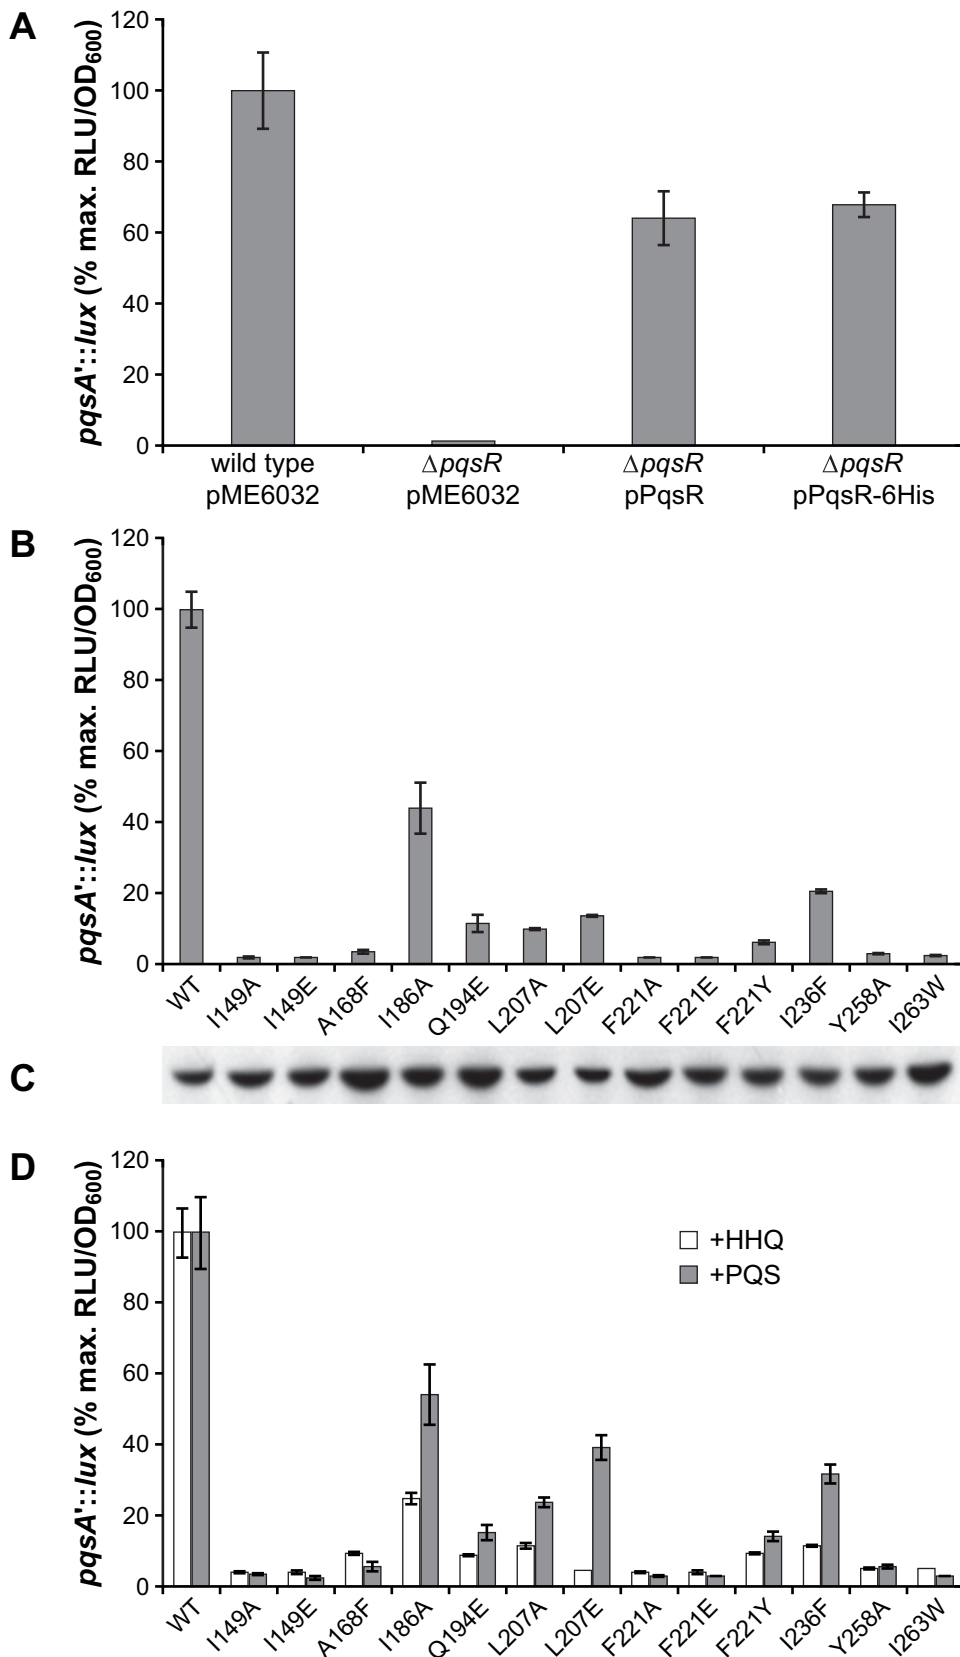 A
pqsA'::lux (% max. RLU/OD600)
120
100
80
60
40
20
0
wild type
pME6032
ΔpqsR
pME6032
ΔpqsR
pPqsR
ΔpqsR
pPqsR-6His
B
pqsA'::lux (% max. RLU/OD600)
120
100
80
60
40
20
0
WT
I149A
I149E
A168F
I186A
Q194E
L207A
L207E
F221A
F221E
F221Y
I236F
Y258A
I263W
C
D
pqsA'::lux (% max. RLU/OD600)
120
100
80
60
40
20
0
+HHQ
+PQS
WT
I149A
I149E
A168F
I186A
Q194E
L207A
L207E
F221A
F221E
F221Y
I236F
Y258A
I263W